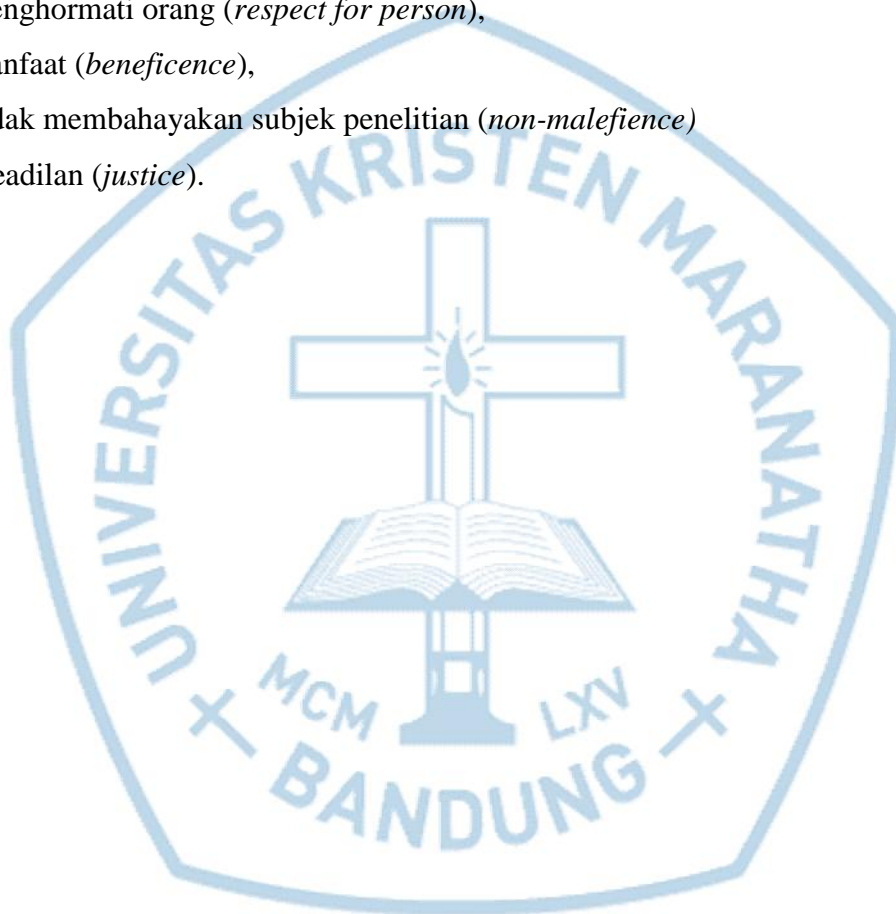 enghormati orang (respect for person),
anfaat (beneficence),
dak membahayakan subjek penelitian (non-malefience)
eadilan (justice).
UNIVERSITAS KRISTEN MARANATHA
MCM LXV
BANDUNG